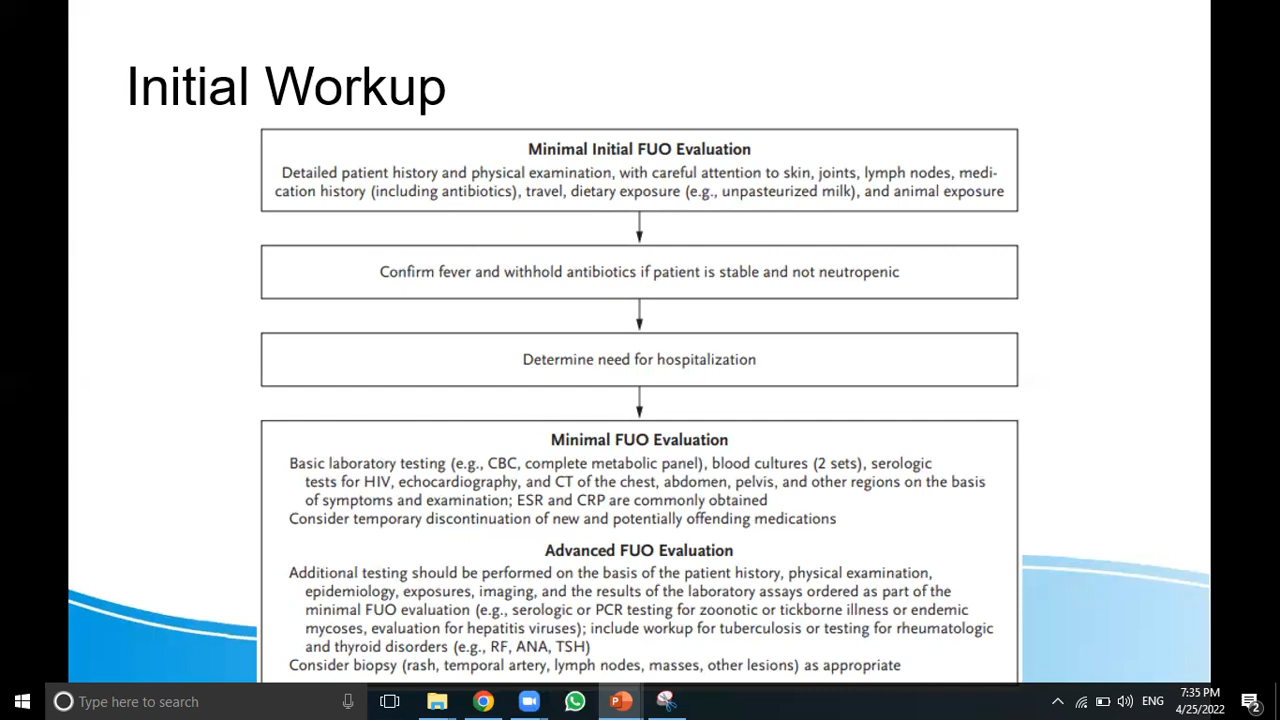 Initial Workup
Minimal Initial FUO Evaluation
Detailed patient history and physical examination, with careful attention to skin, joints, lymph nodes, medi-
cation history (including antibiotics), travel, dietary exposure (e.g., unpasteurized milk), and animal exposure
Confirm fever and withhold antibiotics if patient is stable and not neutropenic
Determine need for hospitalization
Minimal FUO Evaluation
Basic laboratory testing (e.g., CBC, complete metabolic panel), blood cultures (2 sets), serologic
tests for HIV, echocardiography, and CT of the chest, abdomen, pelvis, and other regions on the basis
of symptoms and examination; ESR and CRP are commonly obtained
Consider temporary discontinuation of new and potentially offending medications
Advanced FUO Evaluation
Additional testing should be performed on the basis of the patient history, physical examination,
epidemiology, exposures, imaging, and the results of the laboratory assays ordered as part of the
minimal FUO evaluation (e.g., serologic or PCR testing for zoonotic or tickborne illness or endemic
mycoses, evaluation for hepatitis viruses); include workup for tuberculosis or testing for rheumatologic
and thyroid disorders (e.g., RF, ANA, TSH)
Consider biopsy (rash, temporal artery, lymph nodes, masses, other lesions) as appropriate
Type here to search
ENG
7:35 PM
4/25/2022
2